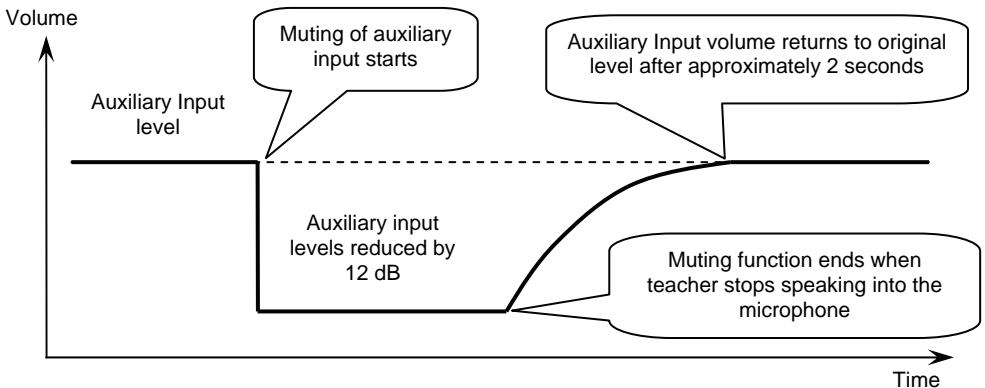 Volume
Muting of auxiliary
input starts
Auxiliary Input volume returns to original
level after approximately 2 seconds
Auxiliary Input
level
Auxiliary input
levels reduced by
12 dB
Muting function ends when
teacher stops speaking into the
microphone
Time